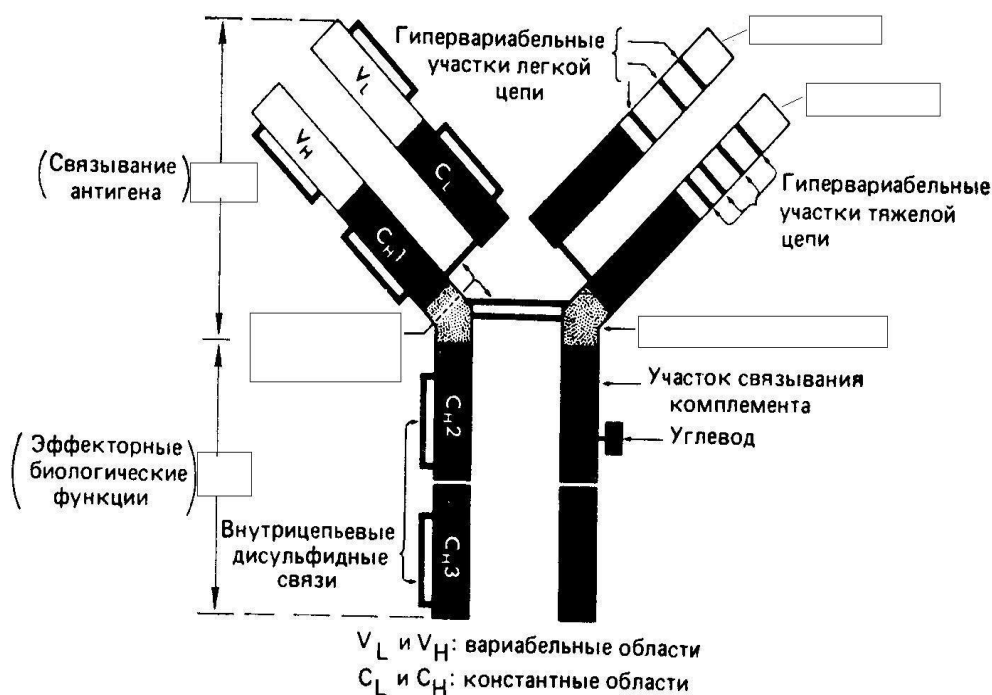 Гипервариабельные
участки легкой
цепи
V_L
V_H
C_L
C_H1
(Связывание
антигена)
Гипервариабельные
участки тяжелой
цепи
Участок связывания
комплемента
Углевод
C_H2
(Эффекторные
биологические
функции)
Внутрицепьевые
дисульфидные
связи
C_H3
V_L и V_H: вариабельные области
C_L и C_H: константные области